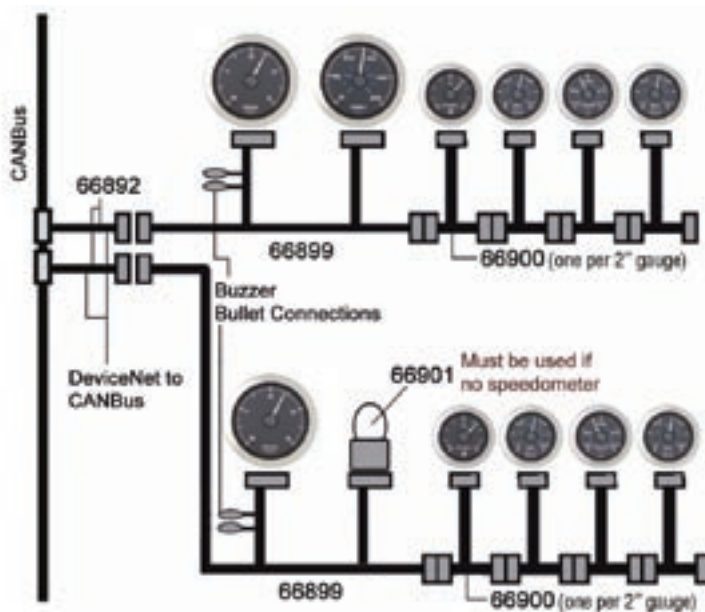 CANBus
66892
66899
66900 (one per 2" gauge)
Buzzer
Bullet Connections
DeviceNet to
CANBus
66901
Must be used if
no speedometer
66899
66900 (one per 2" gauge)